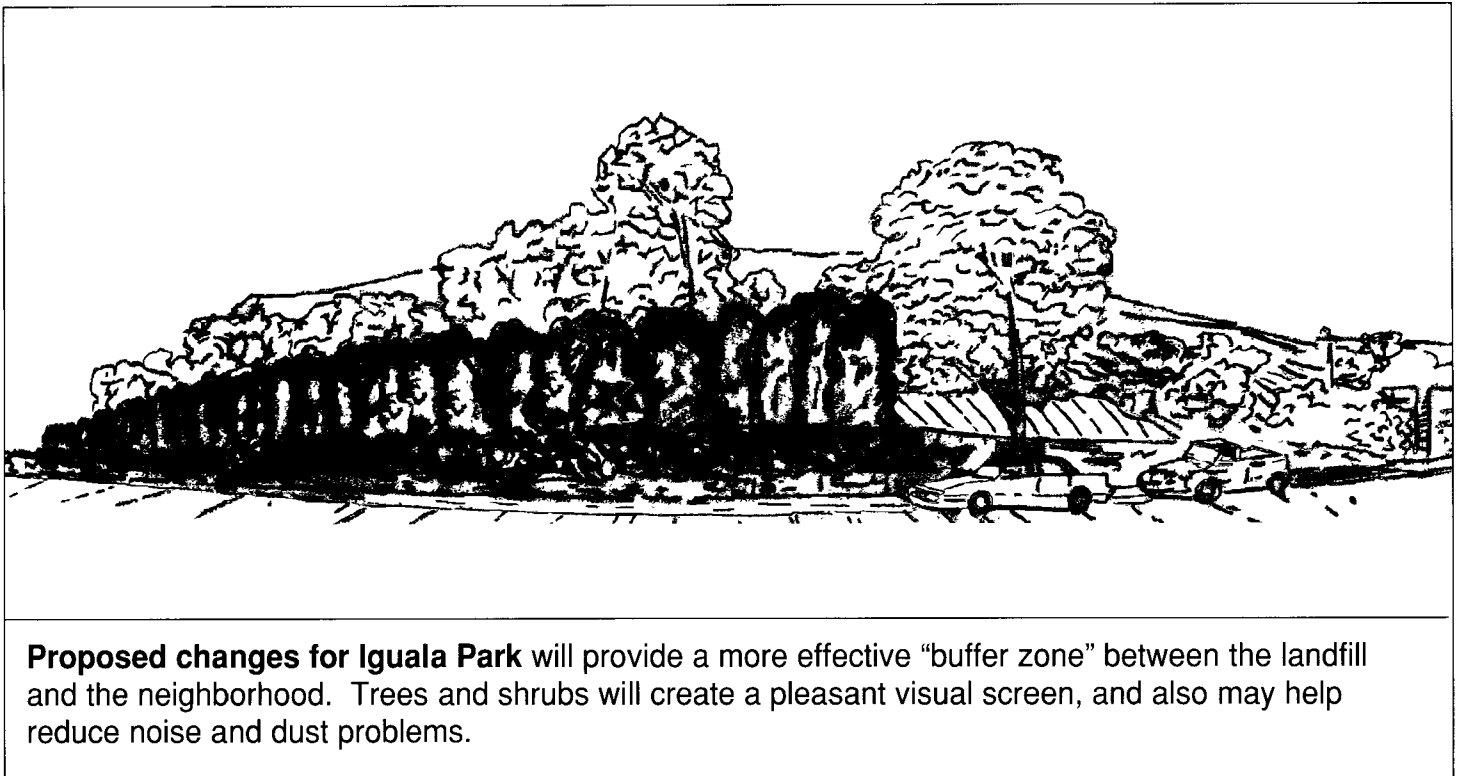 Proposed changes for Iguala Park will provide a more effective “buffer zone” between the landfill
and the neighborhood.  Trees and shrubs will create a pleasant visual screen, and also may help
reduce noise and dust problems.